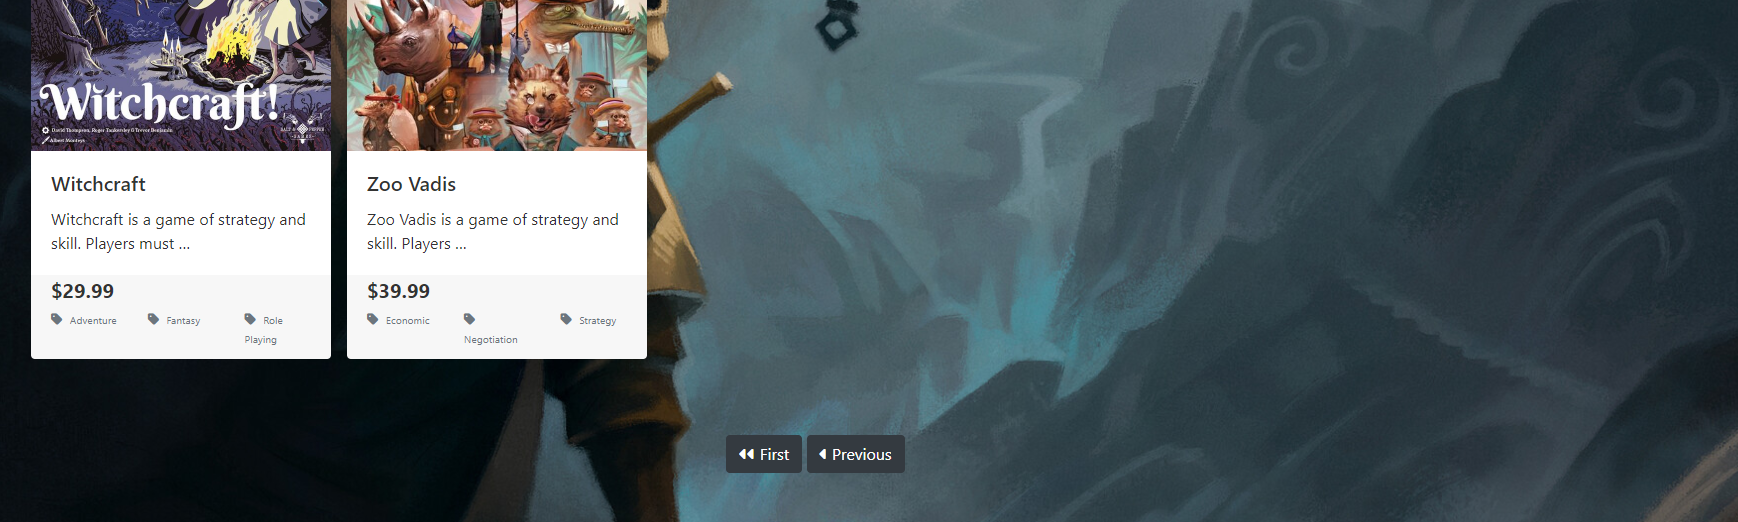 Witchcraft!
David Thompson, Roger Tankersley & Trevor Benjamin
Albert Monteys
SALT & PEPPER
GAMES
Witchcraft
Witchcraft is a game of strategy and
skill. Players must ...
$29.99
Adventure
Fantasy
Role
Playing
Zoo Vadis
Zoo Vadis is a game of strategy and
skill. Players ...
$39.99
Economic
Negotiation
Strategy
First
Previous